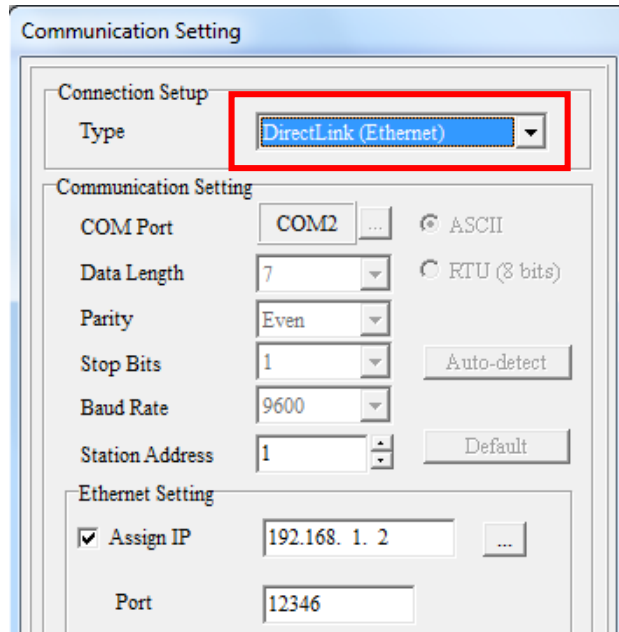 Communication Setting
Connection Setup
Type DirectLink (Ethernet)
Communication Setting
COM Port COM2 ... ASCII
Data Length 7 RTU (8 bits)
Parity Even
Stop Bits 1 Auto-detect
Baud Rate 9600
Station Address 1 Default
Ethernet Setting
Assign IP 192.168. 1. 2 ...
Port 12346